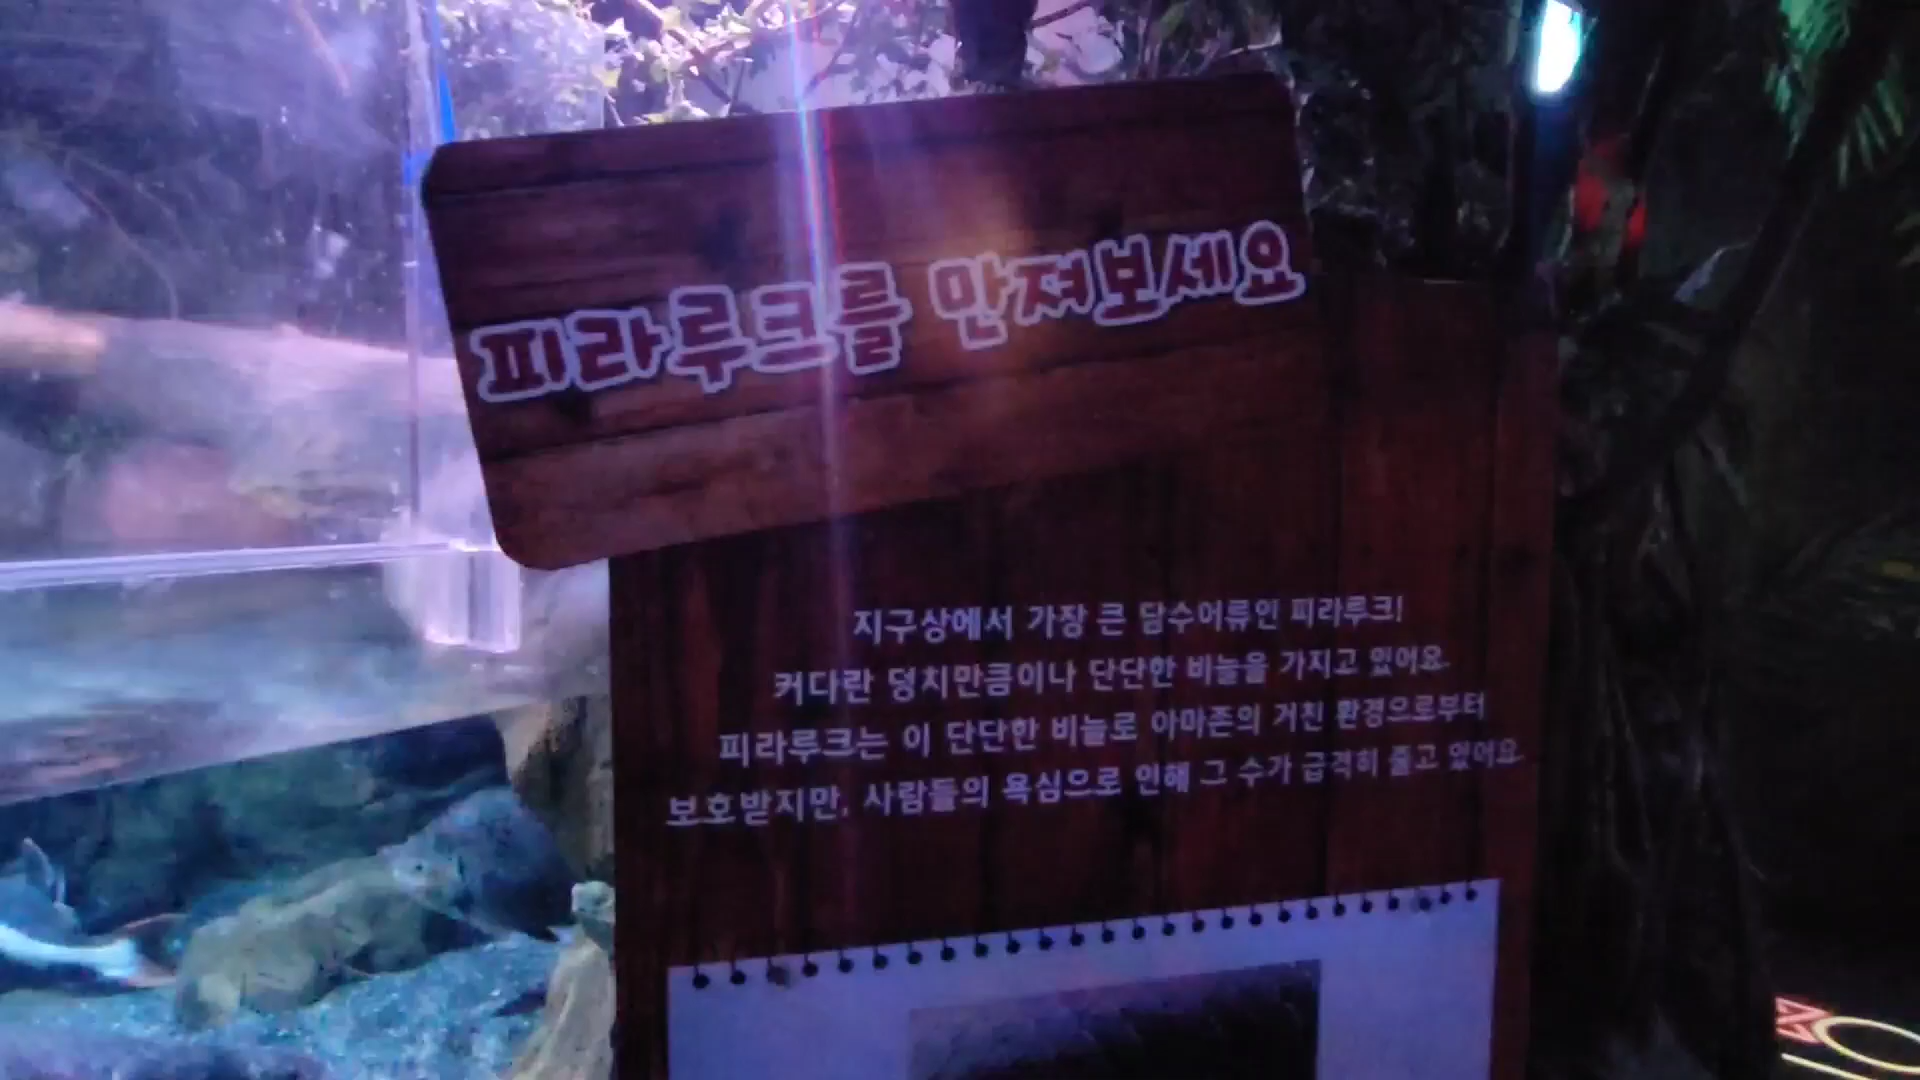 피라루크를 만져보세요
지구상에서 가장 큰 담수어류인 피라루크!
커다란 덩치만큼이나 단단한 비늘을 가지고 있어요.
피라루크는 이 단단한 비늘로 아마존의 거친 환경으로부터
보호받지만, 사람들의 욕심으로 인해 그 수가 급격히 줄고 있어요.